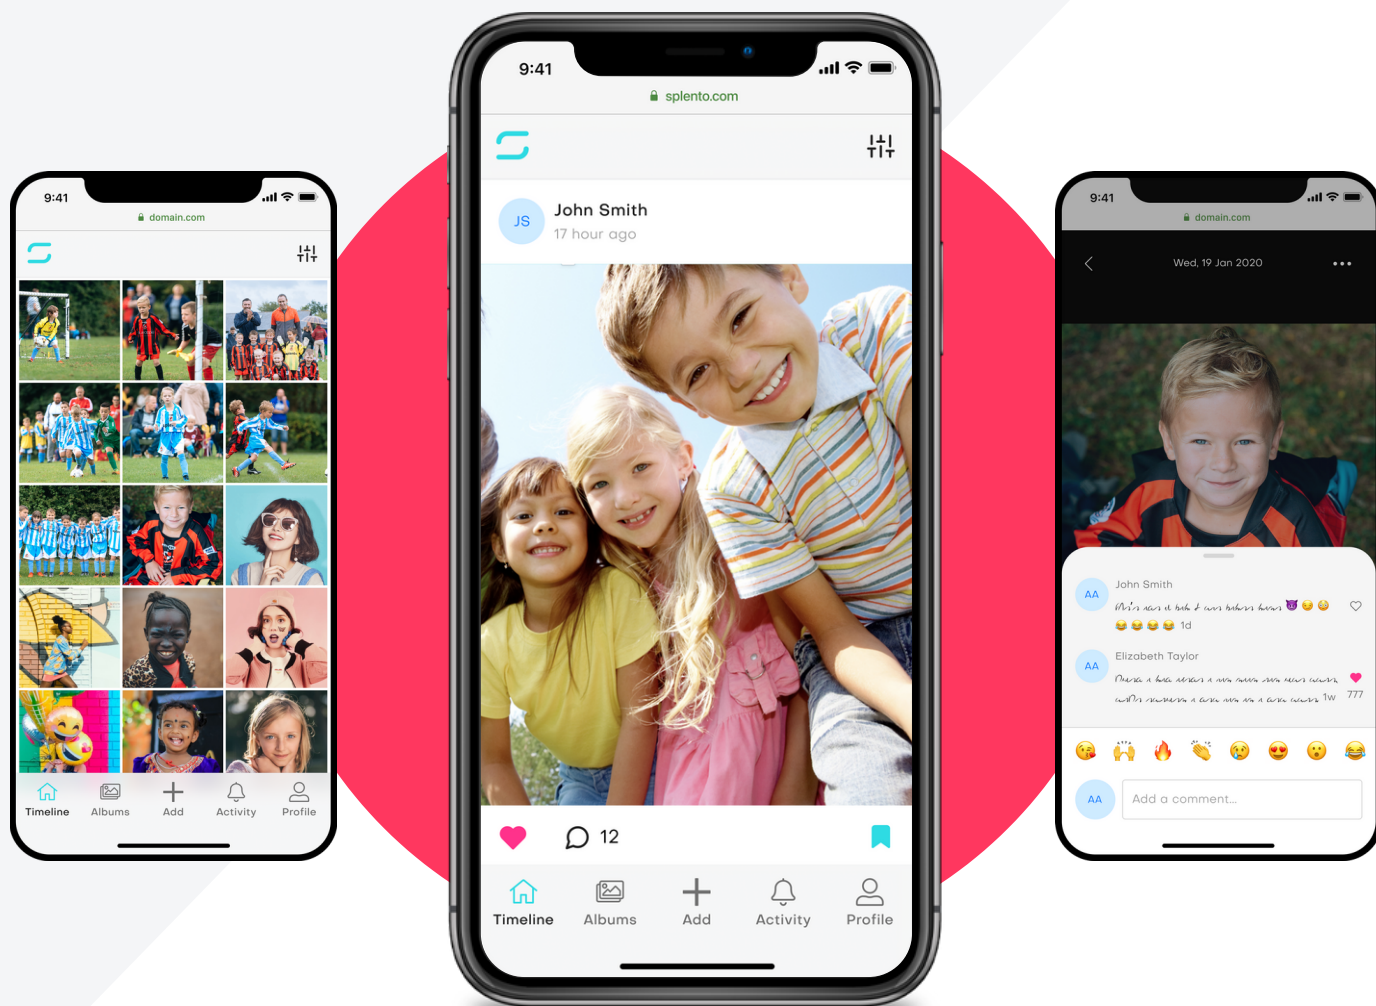 9:41
domain.com
Timeline
Albums
Add
Activity
Profile
9:41
splento.com
JS
John Smith
17 hour ago
12
Timeline
Albums
Add
Activity
Profile
9:41
domain.com
Wed, 19 Jan 2020
AA
John Smith
1d
AA
Elizabeth Taylor
1w
777
AA
Add a comment...